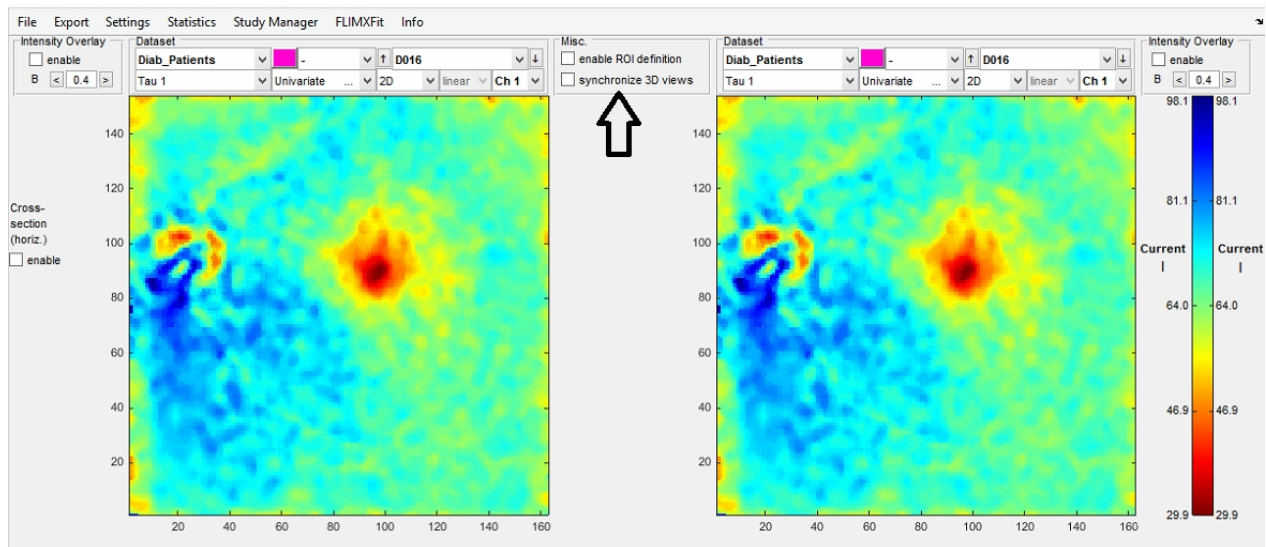 File Export Settings Statistics Study Manager FLIMXFit Info
Intensity Overlay
enable
B < 0.4 >
Dataset
Diab_Patients - ↑ D016 ↓
Tau 1 Univariate ... 2D linear Ch 1
Misc.
enable ROI definition
synchronize 3D views
Dataset
Diab_Patients - ↑ D016 ↓
Tau 1 Univariate ... 2D linear Ch 1
Intensity Overlay
enable
B < 0.4 >
Cross-
section
(horiz.)
enable
140
120
100
80
60
40
20
20 40 60 80 100 120 140 160
140
120
100
80
60
40
20
20 40 60 80 100 120 140 160
98.1 98.1
81.1 81.1
Current Current
64.0 64.0
46.9 46.9
29.9 29.9